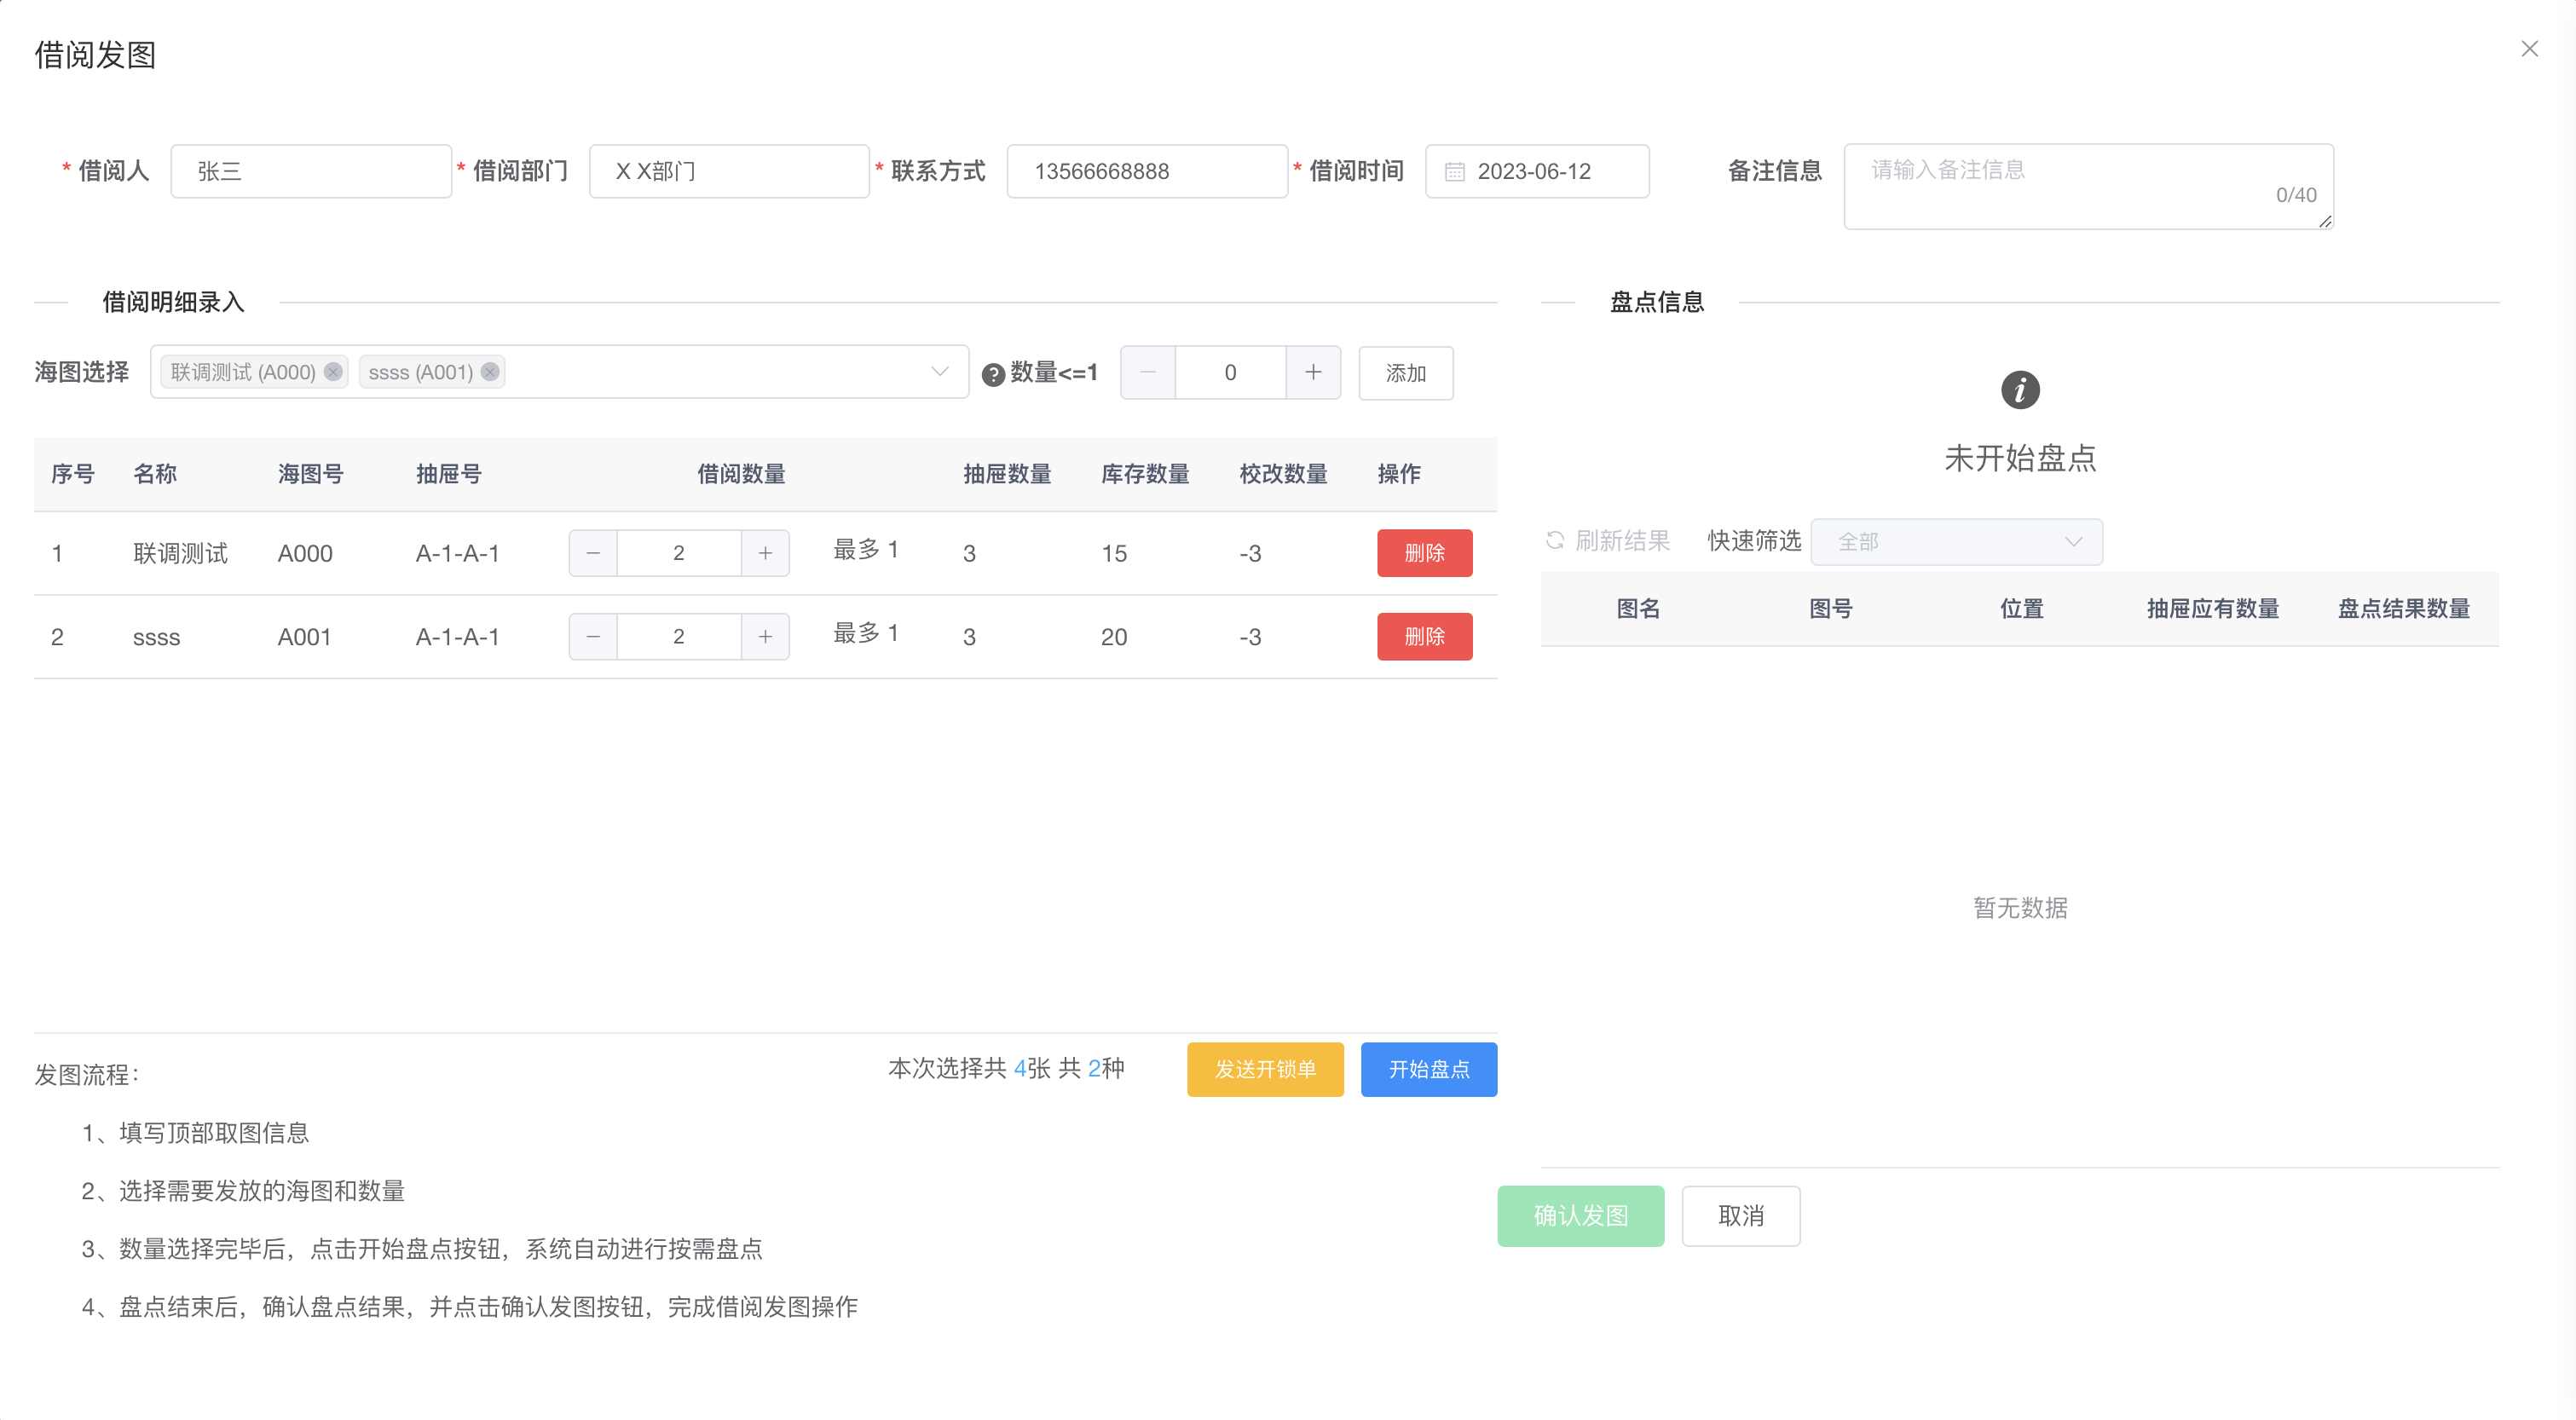 借阅发图
* 借阅人 张三 * 借阅部门 X X部门 * 联系方式 13566668888 * 借阅时间 2023-06-12 备注信息 请输入备注信息
0/40
借阅明细录入
海图选择 联调测试 (A000) ssss (A001) 数量<=1 0 添加
序号 名称 海图号 抽屉号 借阅数量 抽屉数量 库存数量 校改数量 操作
1 联调测试 A000 A-1-A-1 2 最多 1 3 15 -3 删除
2 ssss A001 A-1-A-1 2 最多 1 3 20 -3 删除
本次选择共 4张 共 2种 发送开锁单 开始盘点
发图流程：
1、填写顶部取图信息
2、选择需要发放的海图和数量
3、数量选择完毕后，点击开始盘点按钮，系统自动进行按需盘点
4、盘点结束后，确认盘点结果，并点击确认发图按钮，完成借阅发图操作
盘点信息
未开始盘点
刷新结果 快速筛选 全部
图名 图号 位置 抽屉应有数量 盘点结果数量
暂无数据
确认发图 取消